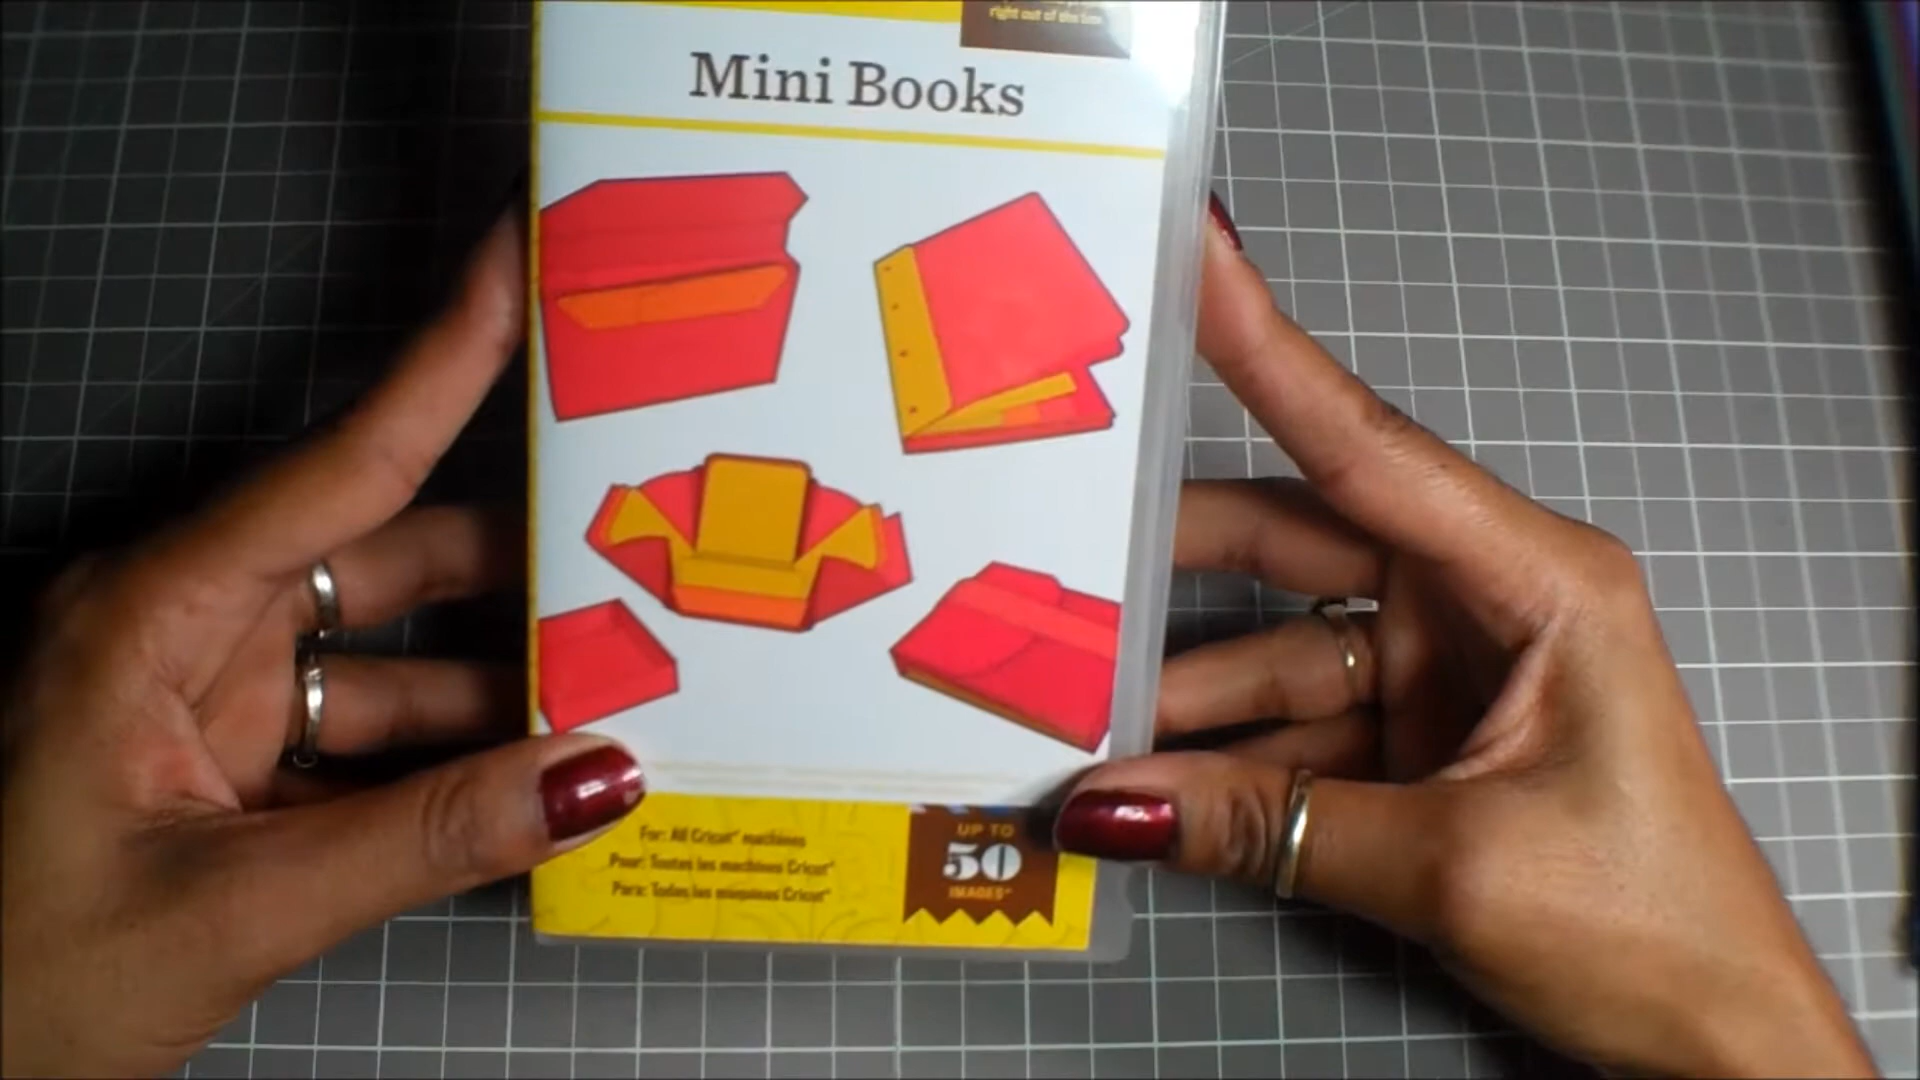 right out of the box
Mini Books
For: All Cricut® machines
Pour: Toutes les machines Cricut®
Para: Todas las máquinas Cricut®
UP TO
50
IMAGES*